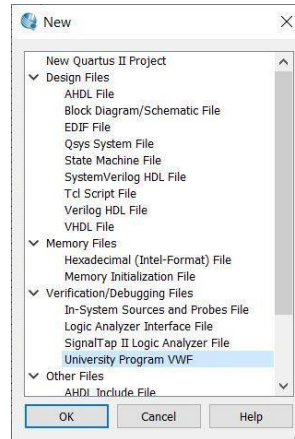 New
New Quartus II Project
Design Files
AHDL File
Block Diagram/Schematic File
EDIF File
Qsys System File
State Machine File
SystemVerilog HDL File
Tcl Script File
Verilog HDL File
VHDL File
Memory Files
Hexadecimal (Intel-Format) File
Memory Initialization File
Verification/Debugging Files
In-System Sources and Probes File
Logic Analyzer Interface File
SignalTap II Logic Analyzer File
University Program VWF
Other Files
AHDL Include File
OK Cancel Help